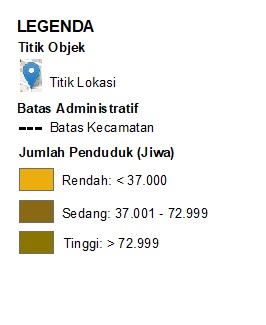 LEGENDA
Titik Objek
Titik Lokasi
Batas Administratif
Batas Kecamatan
Jumlah Penduduk (Jiwa)
Rendah: < 37.000
Sedang: 37.001 - 72.999
Tinggi: > 72.999